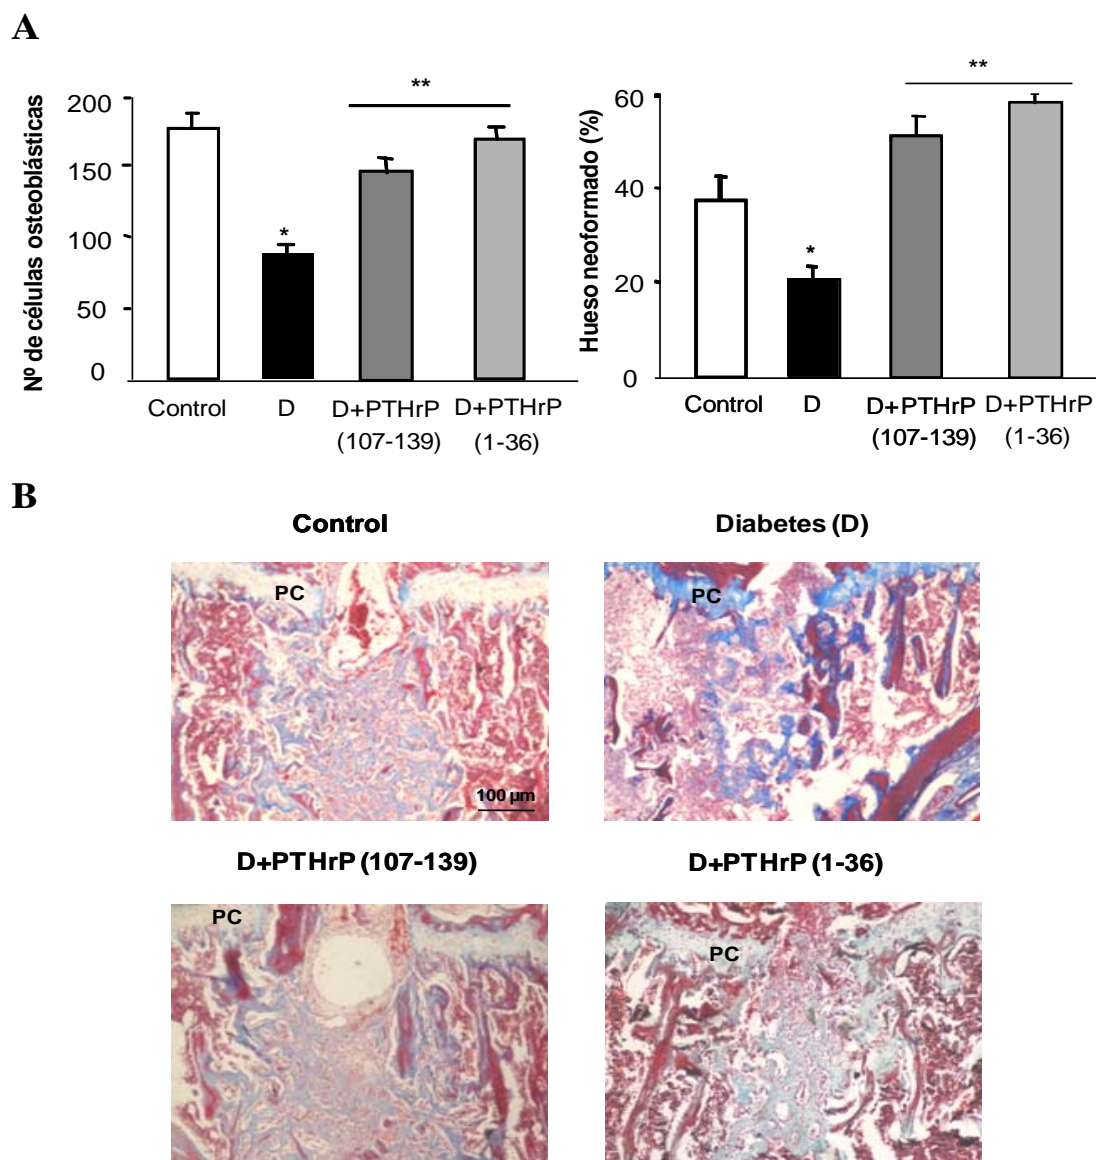 A
**
**
Nº de células osteoblásticas
200
150
100
50
0
*
Control
D
D+PTHrP
(107-139)
D+PTHrP
(1-36)
Hueso neoformado (%)
60
40
20
0
*
Control
D
D+PTHrP
(107-139)
D+PTHrP
(1-36)
B
Control
Diabetes (D)
PC
PC
100 µm
D+PTHrP (107-139)
D+PTHrP (1-36)
PC
PC